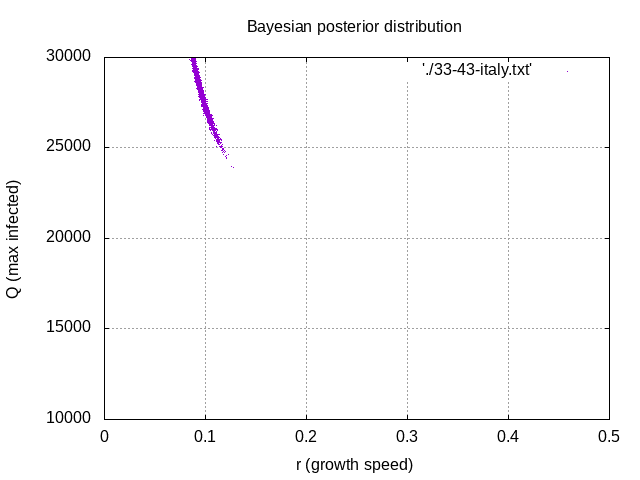 Bayesian posterior distribution
30000
'./33-43-italy.txt'
25000
20000
15000
10000
Q (max infected)
0
0.1
0.2
0.3
0.4
0.5
r (growth speed)